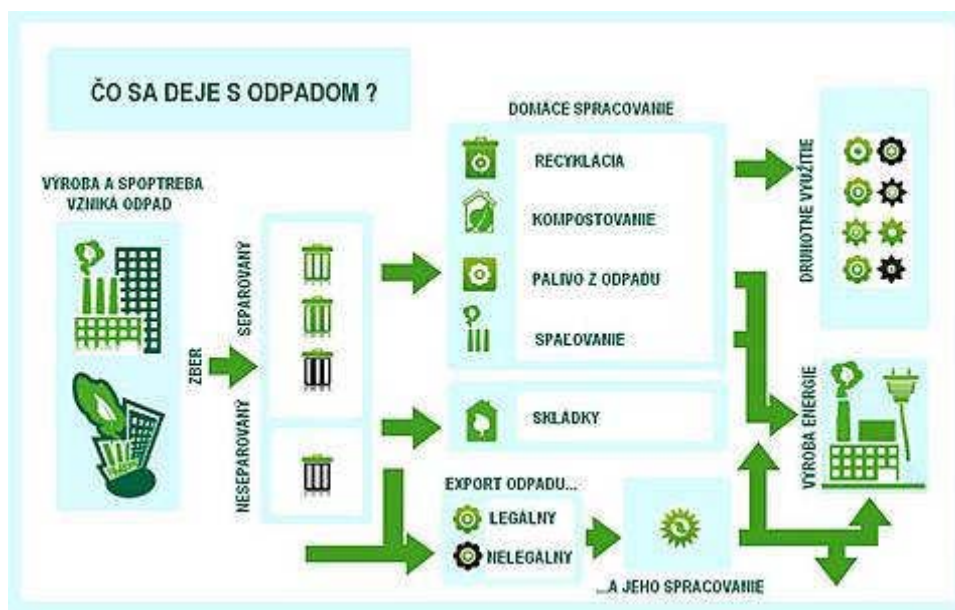 ČO SA DEJE S ODPADOM ?
VÝROBA A SPOPTREBA
VZNIKÁ ODPAD
ZBER
SEPAROVANÝ
NESEPAROVANÝ
DOMÁCE SPRACOVANIE
RECYKLÁCIA
KOMPOSTOVANIE
PALIVO Z ODPADU
SPAĽOVANIE
SKLÁDKY
EXPORT ODPADU...
LEGÁLNY
NELEGÁLNY
...A JEHO SPRACOVANIE
DRUHOTNÉ VYUŽITIE
VÝROBA ENERGIE